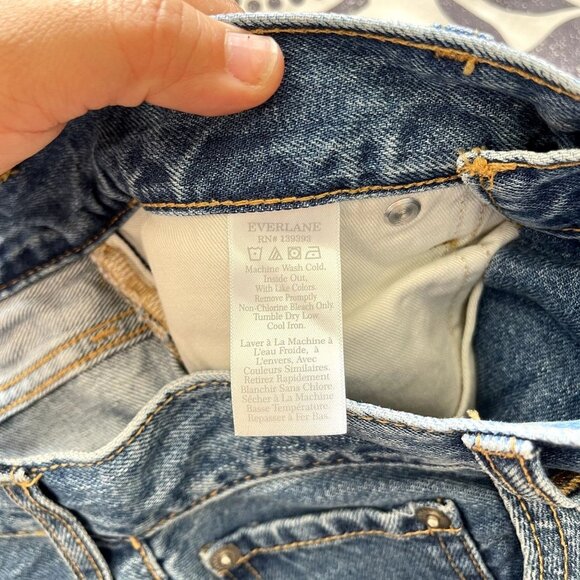 EVERLANE
RN# 139393
Machine Wash Cold.
Inside Out.
With Like Colors.
Remove Promptly
Non-Chlorine Bleach Only.
Tumble Dry Low
Cool Iron.
Laver à La Machine à
L'eau Froide, à
L'envers, Avec
Couleurs Similaires.
Retirez Rapidement
Blanchir Sans Chlore
Sécher à La Machine
Basse Température.
Repasser à Fer Bas.